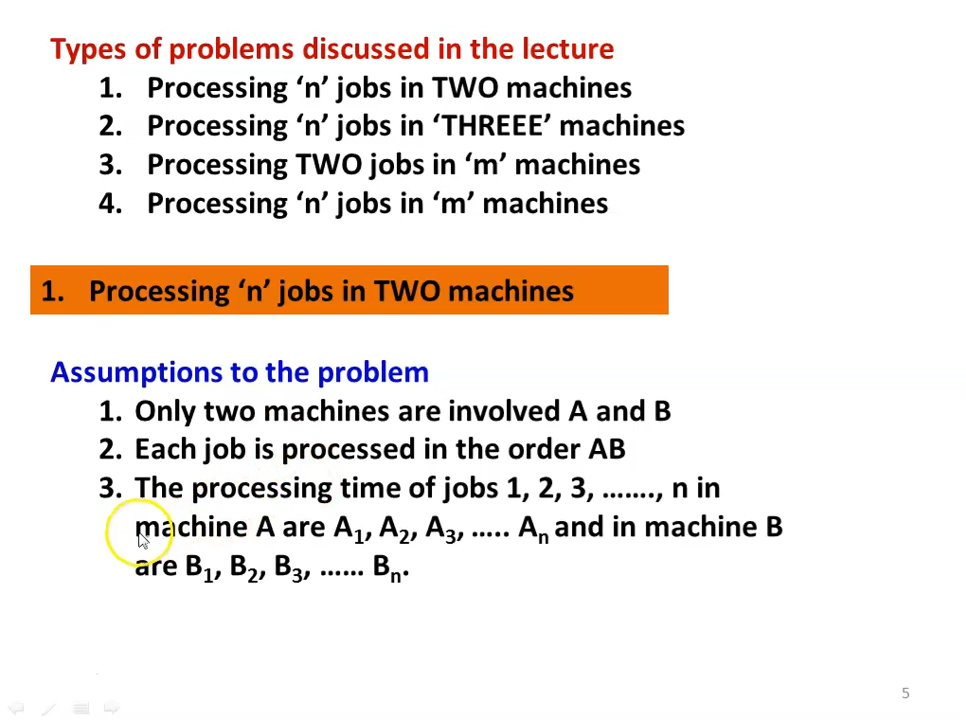 Types of problems discussed in the lecture
1. Processing ‘n’ jobs in TWO machines
2. Processing ‘n’ jobs in ‘THREEE’ machines
3. Processing TWO jobs in ‘m’ machines
4. Processing ‘n’ jobs in ‘m’ machines
1. Processing ‘n’ jobs in TWO machines
Assumptions to the problem
1. Only two machines are involved A and B
2. Each job is processed in the order AB
3. The processing time of jobs 1, 2, 3, ……., n in
machine A are A₁, A₂, A₃, ….. Aₙ and in machine B
are B₁, B₂, B₃, …… Bₙ.
5